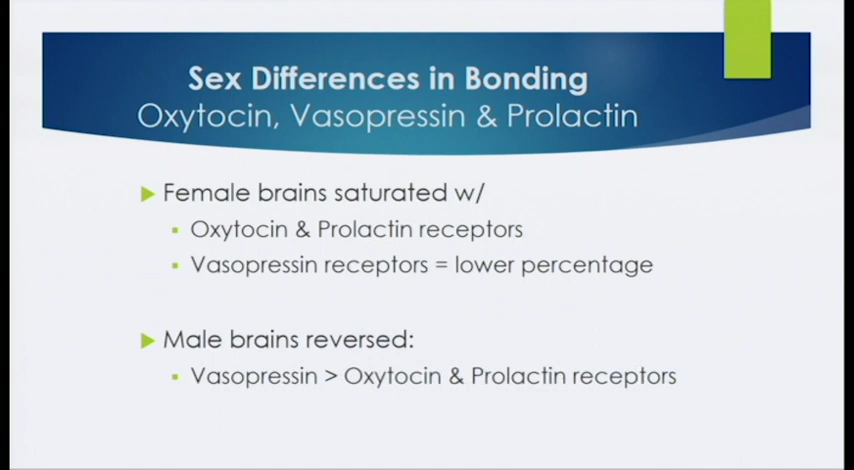 Sex Differences in Bonding
Oxytocin, Vasopressin & Prolactin
Female brains saturated w/
Oxytocin & Prolactin receptors
Vasopressin receptors = lower percentage
Male brains reversed:
Vasopressin > Oxytocin & Prolactin receptors